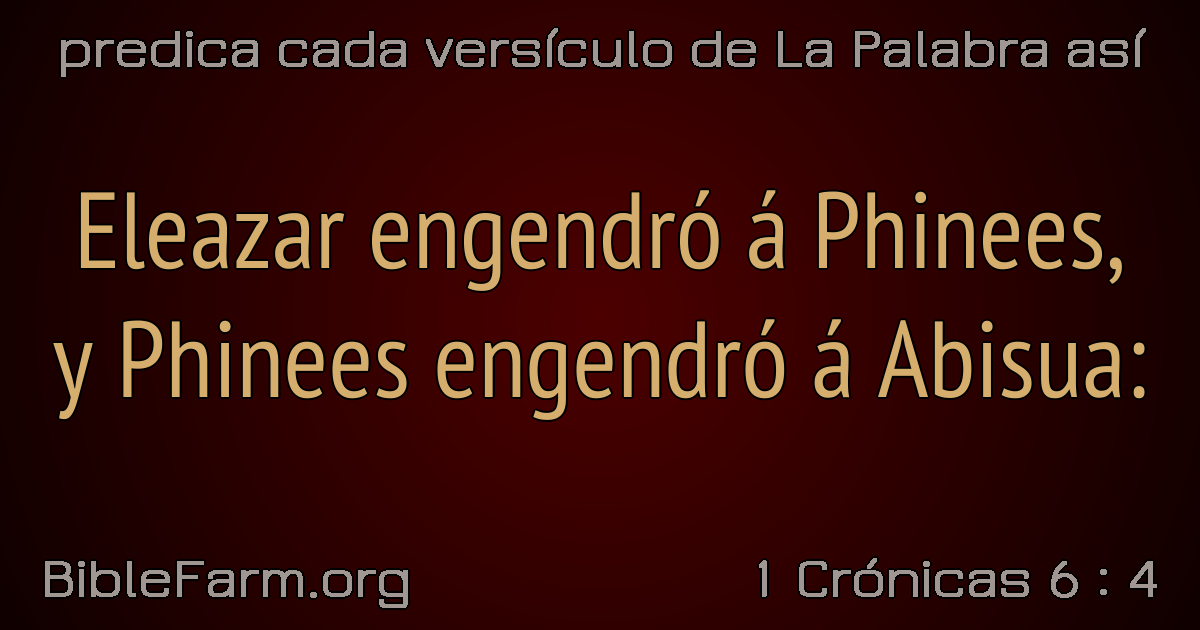 predica cada versículo de La Palabra así
Eleazar engendró á Phinees,
y Phinees engendró á Abisua:
BibleFarm.org
1 Crónicas 6 : 4